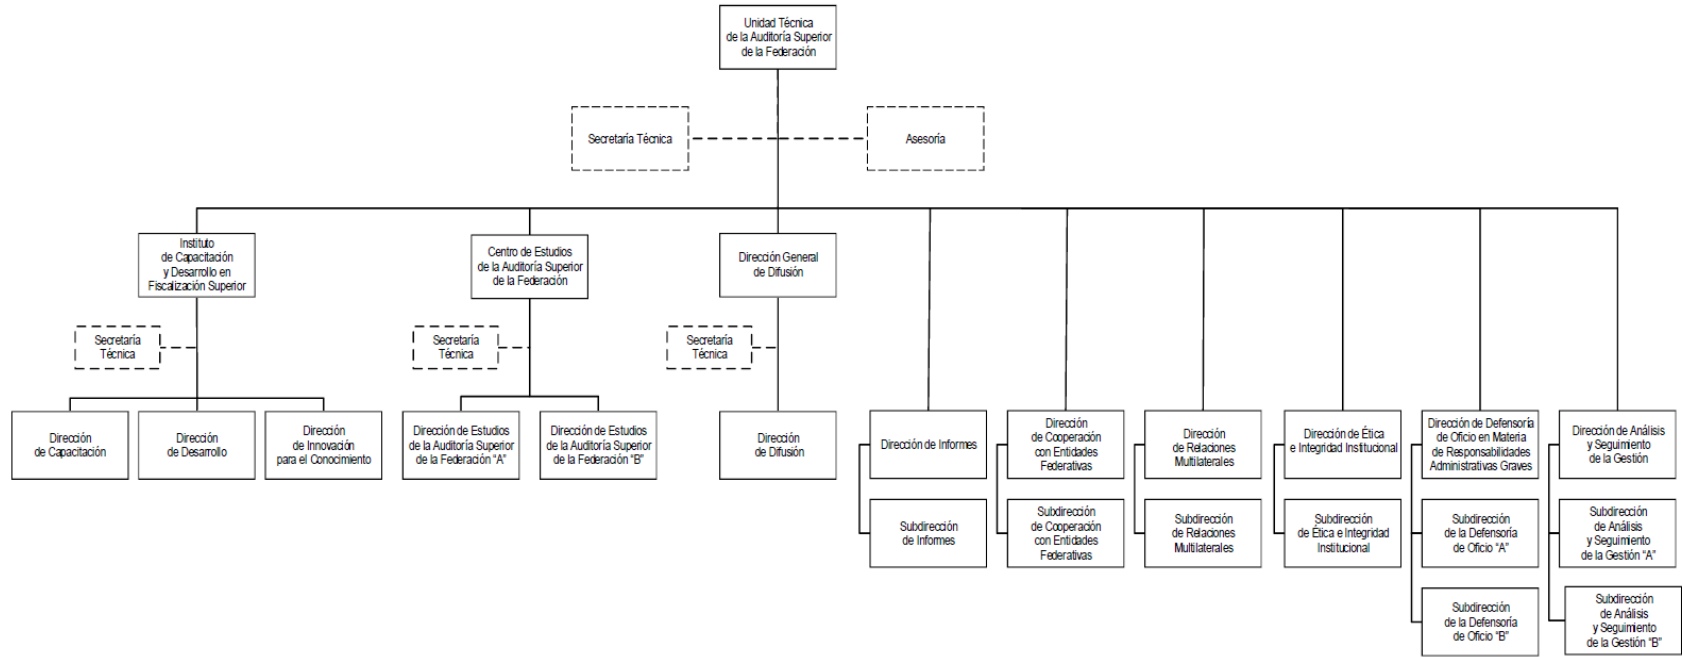 Unidad Técnica
de la Auditoría Superior
de la Federación
Secretaría Técnica
Asesoría
Instituto
de Capacitación
y Desarrollo en
Fiscalización Superior
Centro de Estudios
de la Auditoría Superior
de la Federación
Dirección General
de Difusión
Secretaría
Técnica
Secretaría
Técnica
Secretaría
Técnica
Dirección
de Capacitación
Dirección
de Desarrollo
Dirección
de Innovación
para el Conocimiento
Dirección de Estudios
de la Auditoría Superior
de la Federación "A"
Dirección de Estudios
de la Auditoría Superior
de la Federación "B"
Dirección
de Difusión
Dirección de Informes
Dirección
de Cooperación
con Entidades
Federativas
Dirección
de Relaciones
Multilaterales
Dirección de Ética
e Integridad Institucional
Dirección de Defensoría
de Oficio en Materia
de Responsabilidades
Administrativas Graves
Dirección de Análisis
y Seguimiento
de la Gestión
Subdirección
de Informes
Subdirección
de Cooperación
con Entidades
Federativas
Subdirección
de Relaciones
Multilaterales
Subdirección
de Ética e Integridad
Institucional
Subdirección
de la Defensoría
de Oficio "A"
Subdirección
de Análisis
y Seguimiento
de la Gestión "A"
Subdirección
de la Defensoría
de Oficio "B"
Subdirección
de Análisis
y Seguimiento
de la Gestión "B"